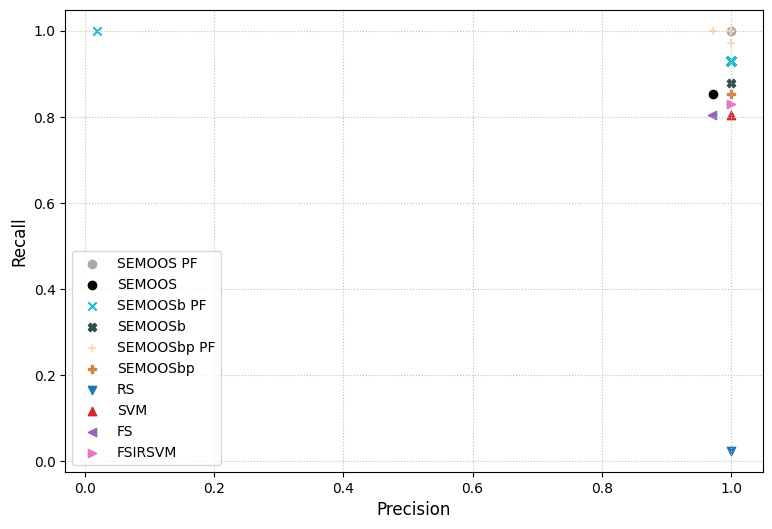 1.0
0.8
0.6
0.4
0.2
0.0
Recall
SEMOOS PF
SEMOOS
SEMOOSb PF
SEMOOSb
SEMOOSbp PF
SEMOOSbp
RS
SVM
FS
FSIRSVM
0.0 0.2 0.4 0.6 0.8 1.0
Precision